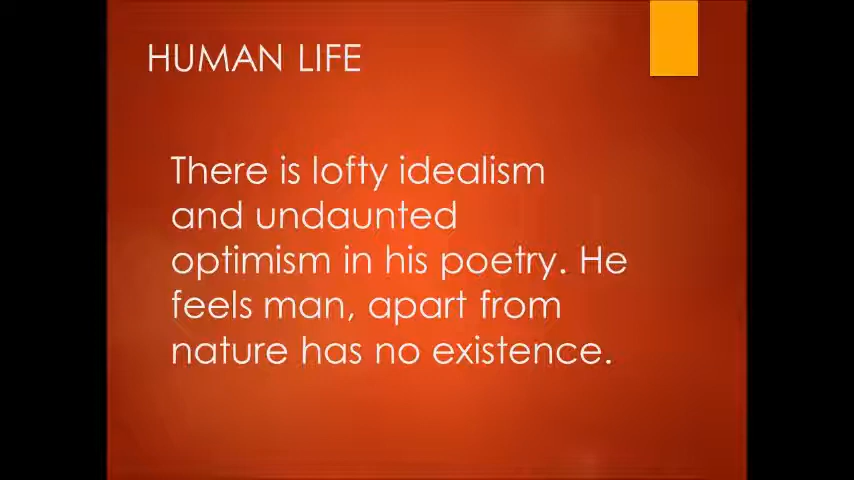 HUMAN LIFE
There is lofty idealism
and undaunted
optimism in his poetry. He
feels man, apart from
nature has no existence.